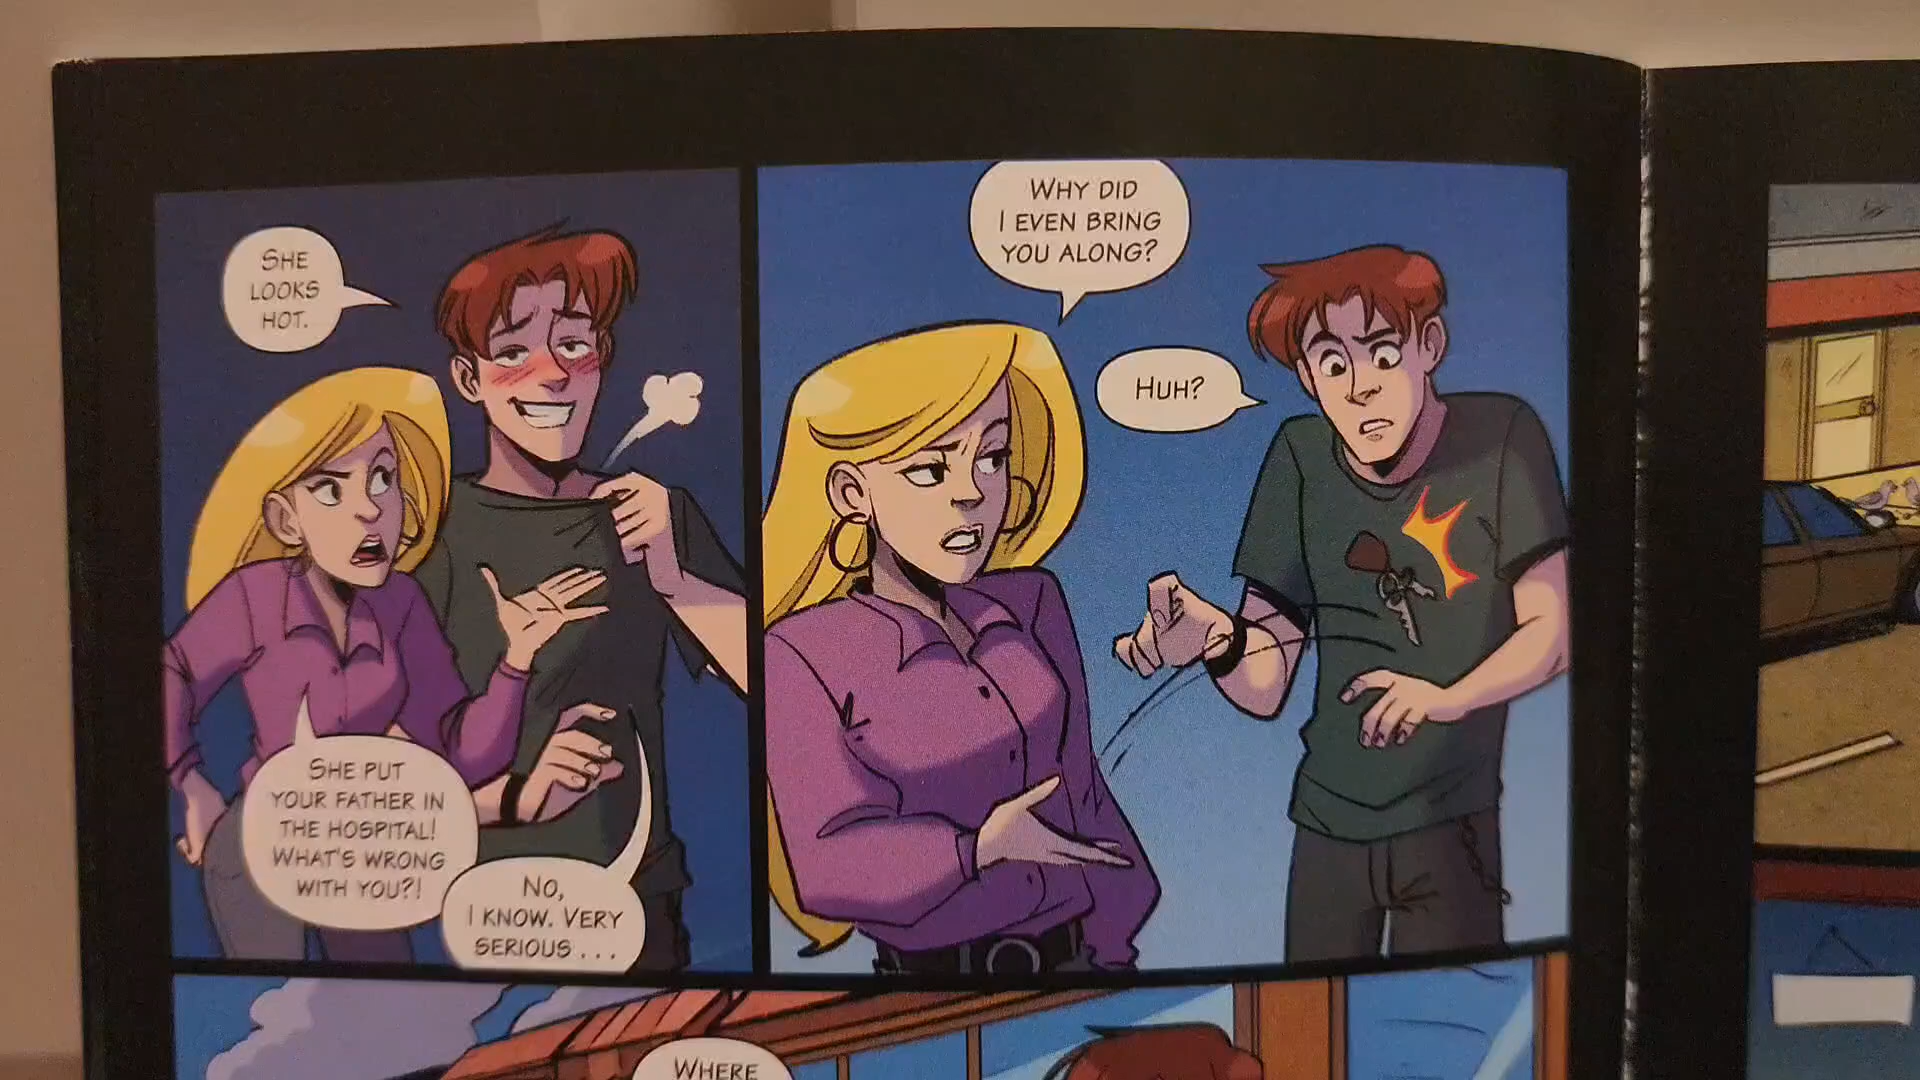 SHE
LOOKS
HOT.
SHE PUT
YOUR FATHER IN
THE HOSPITAL!
WHAT'S WRONG
WITH YOU?!
NO,
I KNOW. VERY
SERIOUS . . .
WHY DID
I EVEN BRING
YOU ALONG?
HUH?
WHERE